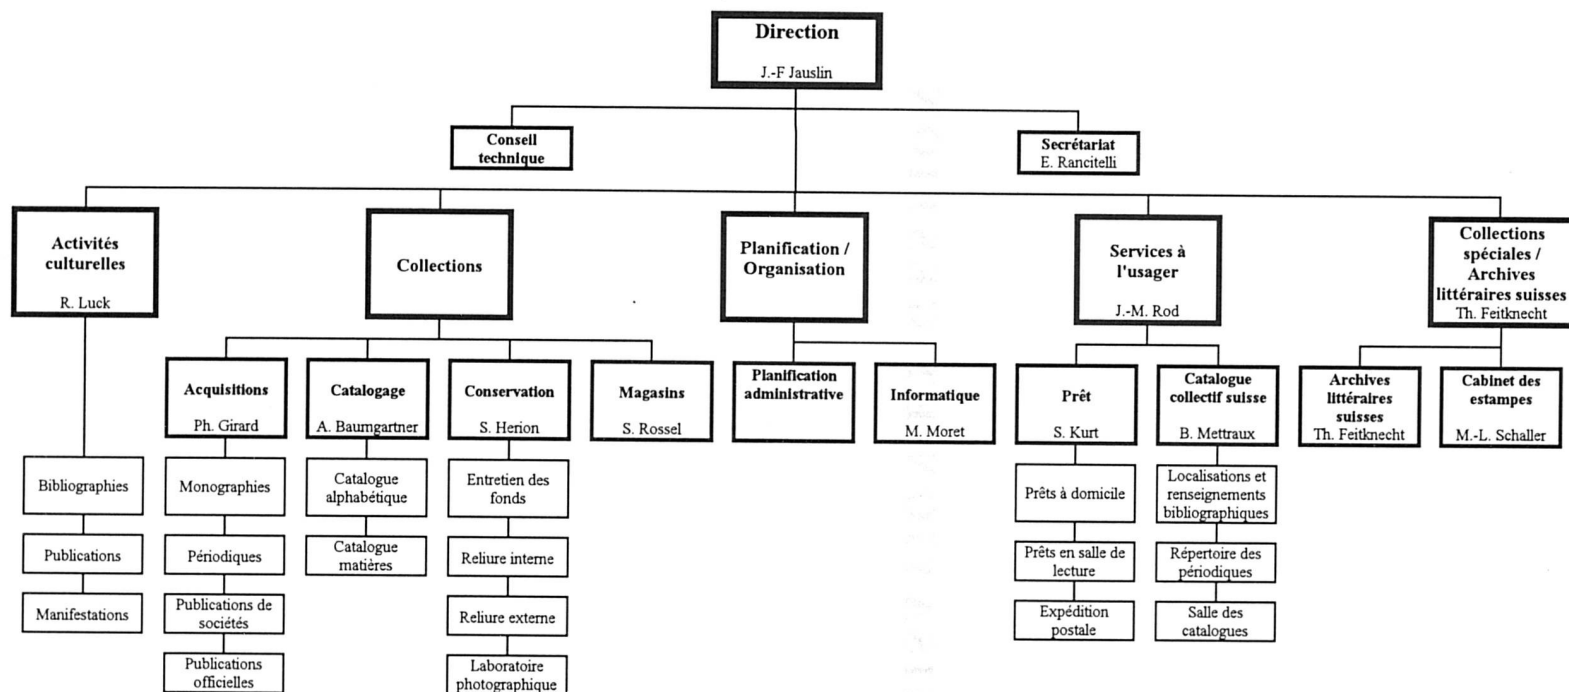 Direction
J.-F Jauslin
Conseil
technique
Secrétariat
E. Rancitelli
Activités
culturelles
R. Luck
Collections
Planification /
Organisation
Services à
l'usager
J.-M. Rod
Collections
spéciales /
Archives
littéraires suisses
Th. Feitknecht
Acquisitions
Ph. Girard
Catalogage
A. Baumgartner
Conservation
S. Herion
Magasins
S. Rossel
Planification
administrative
Informatique
M. Moret
Prêt
S. Kurt
Catalogue
collectif suisse
B. Mettraux
Archives
littéraires
suisses
Th. Feitknecht
Cabinet des
estampes
M.-L. Schaller
Bibliographies
Publications
Manifestations
Monographies
Périodiques
Publications de
sociétés
Publications
officielles
Catalogue
alphabétique
Catalogue
matières
Entretien des
fonds
Reliure interne
Reliure externe
Laboratoire
photographique
Prêts à domicile
Prêts en salle de
lecture
Expédition
postale
Localisations et
renseignements
bibliographiques
Répertoire des
périodiques
Salle des
catalogues